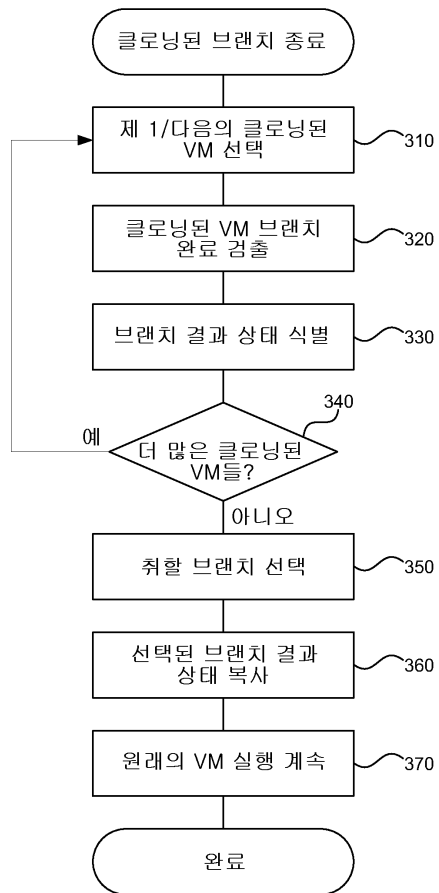 클로닝된 브랜치 종료
제 1/다음의 클로닝된
VM 선택
310
클로닝된 VM 브랜치
완료 검출
320
브랜치 결과 상태 식별
330
340
예
더 많은 클로닝된
VM들?
아니오
취할 브랜치 선택
350
선택된 브랜치 결과
상태 복사
360
원래의 VM 실행 계속
370
완료